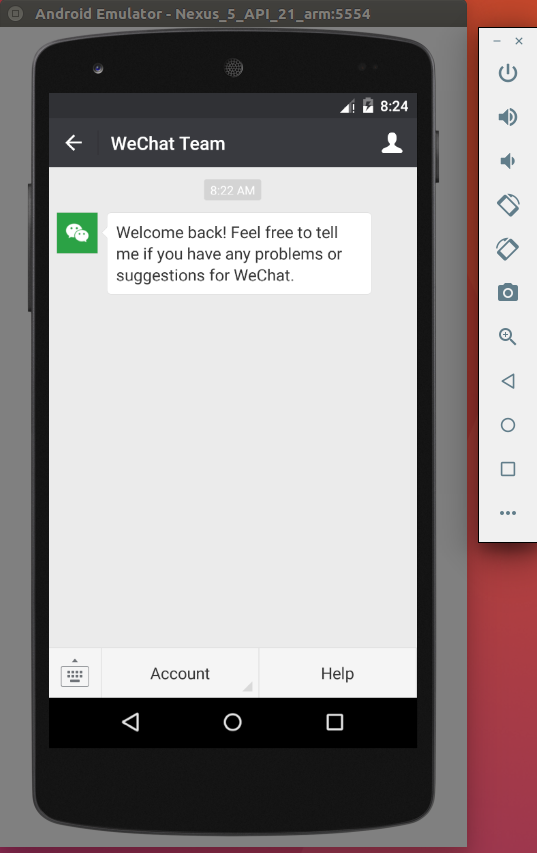 Android Emulator - Nexus_5_API_21_arm:5554
8:24
WeChat Team
8:22 AM
Welcome back! Feel free to tell
me if you have any problems or
suggestions for WeChat.
Account
Help